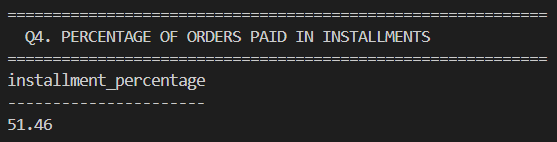 ============================================================
  Q4. PERCENTAGE OF ORDERS PAID IN INSTALLMENTS
============================================================
installment_percentage
----------------------
51.46